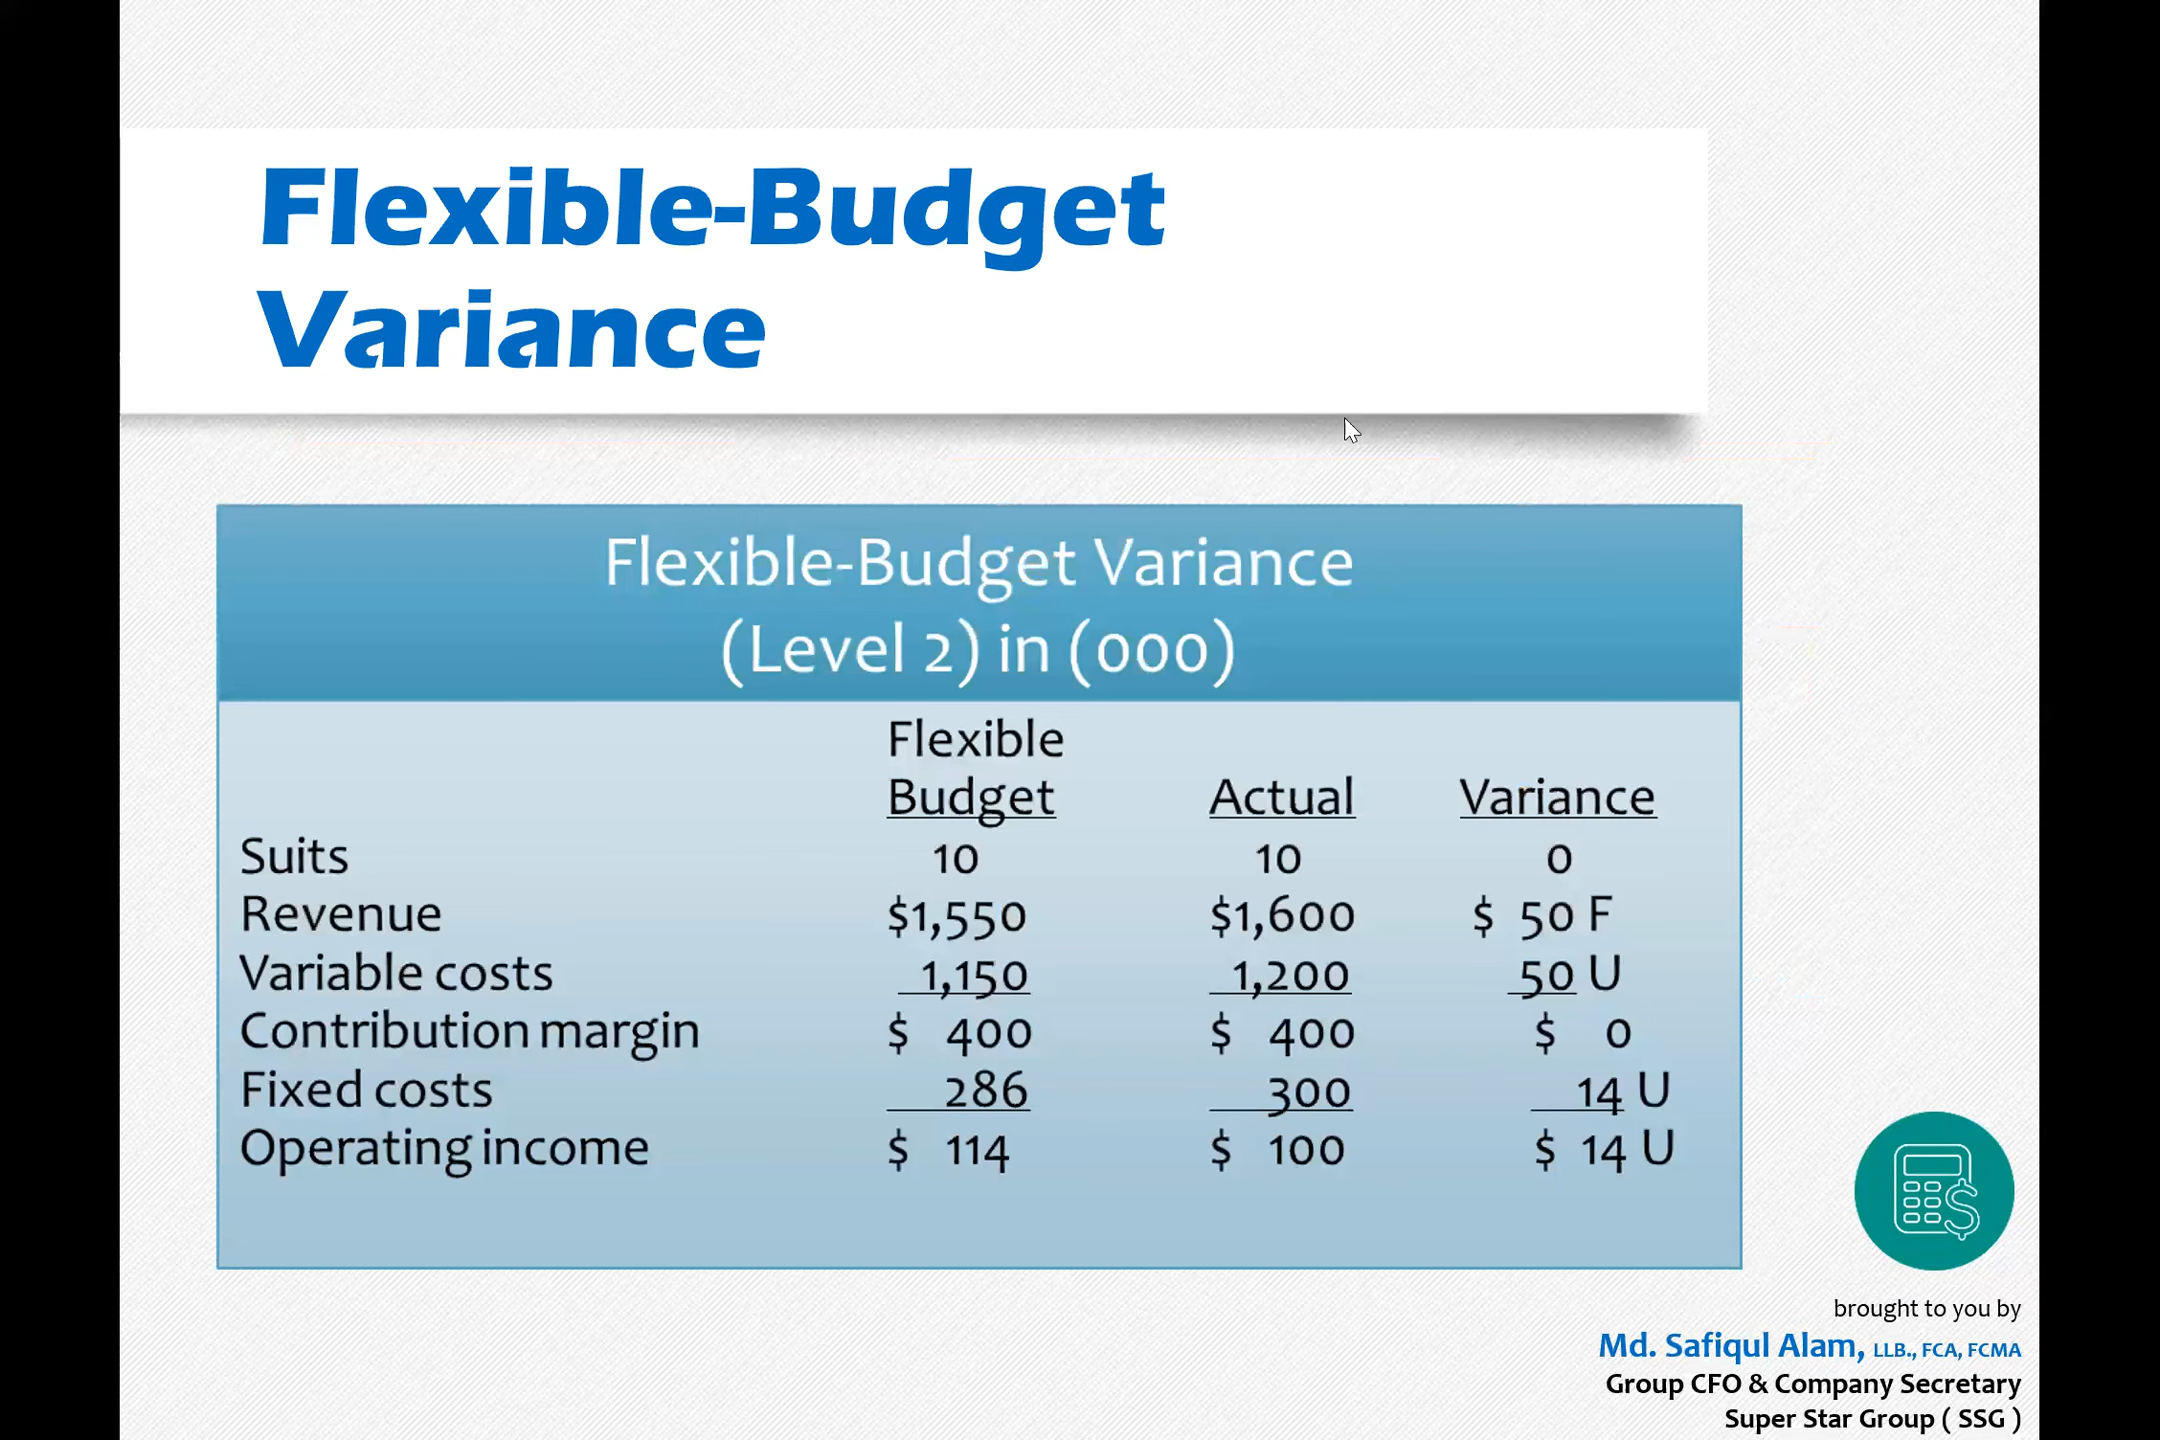 Flexible-Budget
Variance
Flexible-Budget Variance
(Level 2) in (000)
Flexible
Budget Actual Variance
Suits 10 10 0
Revenue $1,550 $1,600 $ 50 F
Variable costs 1,150 1,200 50 U
Contribution margin $ 400 $ 400 $ 0
Fixed costs 286 300 14 U
Operating income $ 114 $ 100 $ 14 U
brought to you by
Md. Safiqul Alam, LLB., FCA, FCMA
Group CFO & Company Secretary
Super Star Group ( SSG )